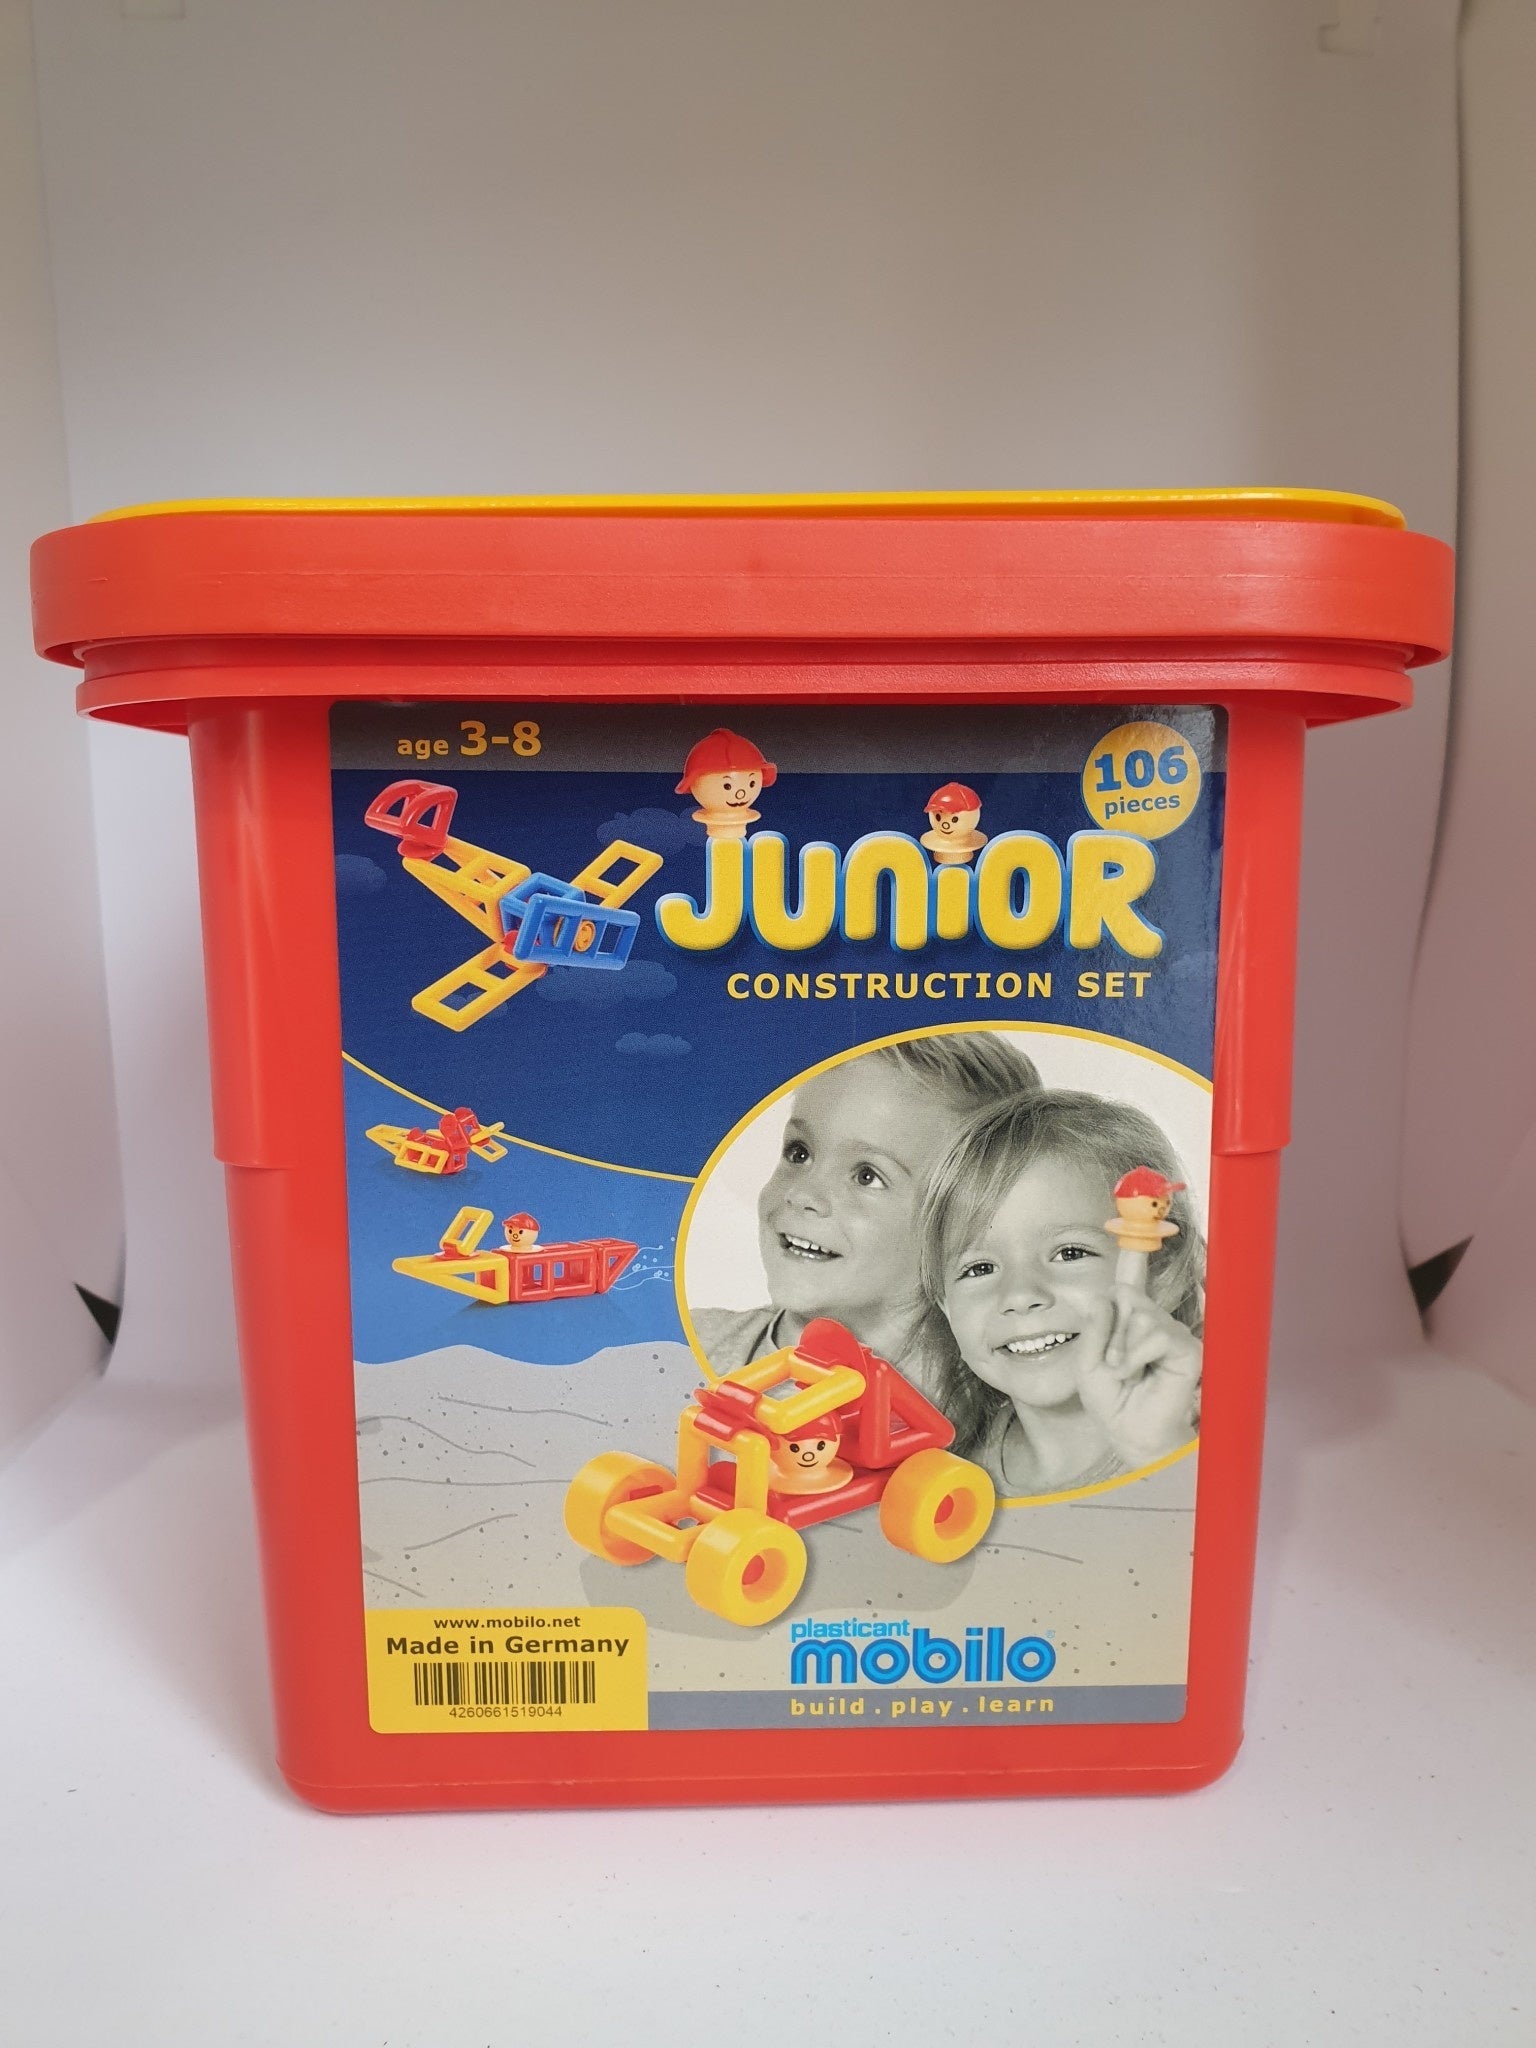 age 3-8
106
pieces
JUNiOR
CONSTRUCTION SET
www.mobilo.net
Made in Germany
4260661519044
plasticant
mobilo®
build . play . learn